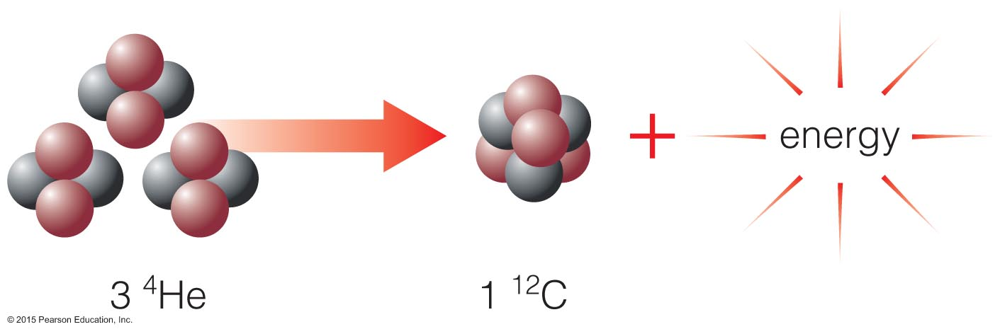 +
energy
3 ⁴He
1 ¹²C
© 2015 Pearson Education, Inc.